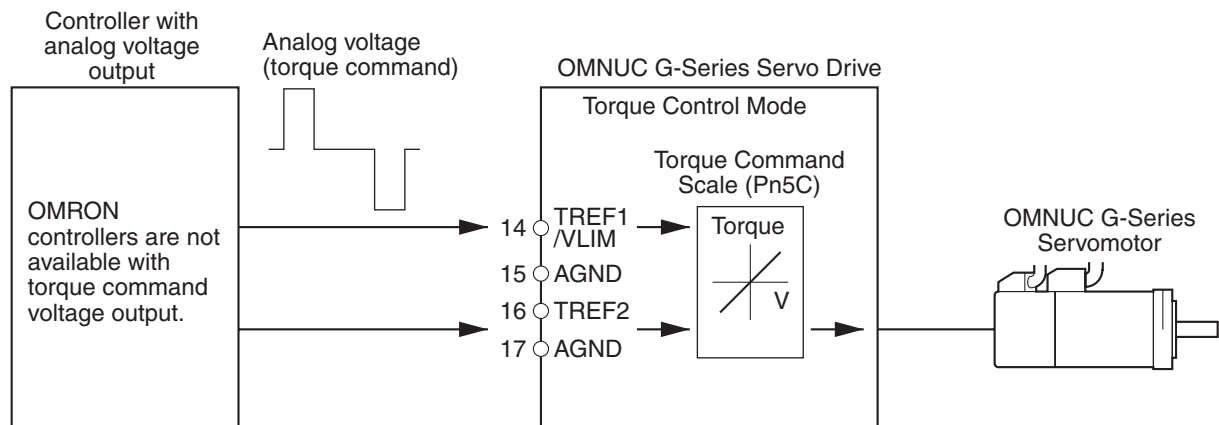 Controller with
analog voltage
output
Analog voltage
(torque command)
OMNUC G-Series Servo Drive
Torque Control Mode
Torque Command
Scale (Pn5C)
OMRON
controllers are not
available with
torque command
voltage output.
14 TREF1
/VLIM
15 AGND
16 TREF2
17 AGND
Torque
V
OMNUC G-Series
Servomotor